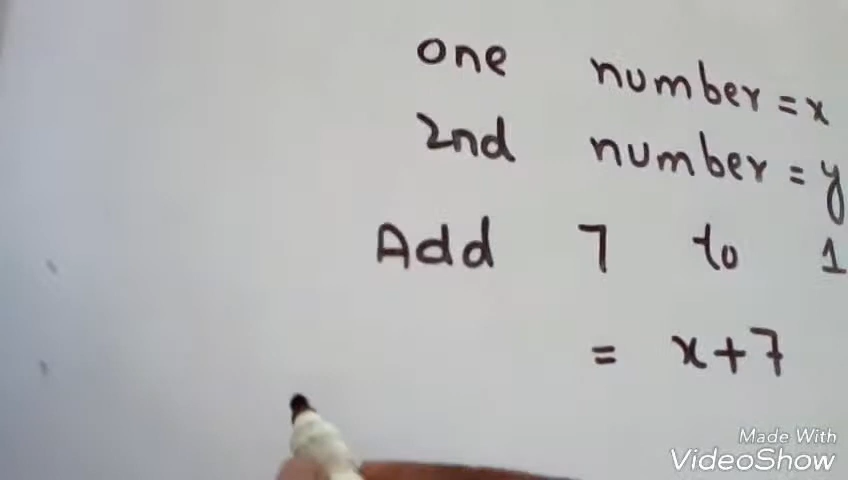 one number = x
2nd number = y
Add 7 to 1
= x + 7
Made With
VideoShow